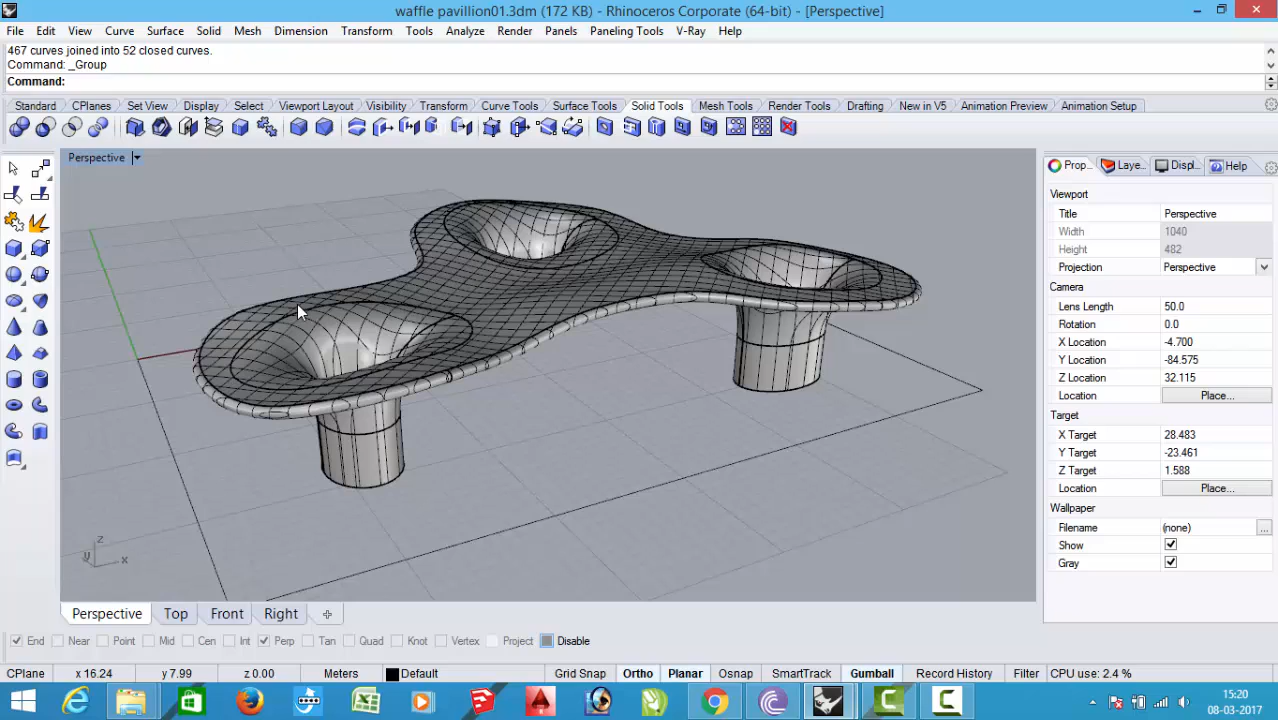 waffle pavillion01.3dm (172 KB) - Rhinoceros Corporate (64-bit) - [Perspective]
File Edit View Curve Surface Solid Mesh Dimension Transform Tools Analyze Render Panels Paneling Tools V-Ray Help
467 curves joined into 52 closed curves.
Command: _Group
Command:
Standard CPlanes Set View Display Select Viewport Layout Visibility Transform Curve Tools Surface Tools Solid Tools Mesh Tools Render Tools Drafting New in V5 Animation Preview Animation Setup
Perspective
Prop... Laye... Displ... Help
Viewport
Title Perspective
Width 1040
Height 482
Projection Perspective
Camera
Lens Length 50.0
Rotation 0.0
X Location -4.700
Y Location -84.575
Z Location 32.115
Location Place...
Target
X Target 28.483
Y Target -23.461
Z Target 1.588
Location Place...
Wallpaper
Filename (none) ...
Show
Gray
z
y x
Perspective Top Front Right
End Near Point Mid Cen Int Perp Tan Quad Knot Vertex Project Disable
CPlane x 16.24 y 7.99 z 0.00 Meters Default Grid Snap Ortho Planar Osnap SmartTrack Gumball Record History Filter CPU use: 2.4 %
15:20
08-03-2017